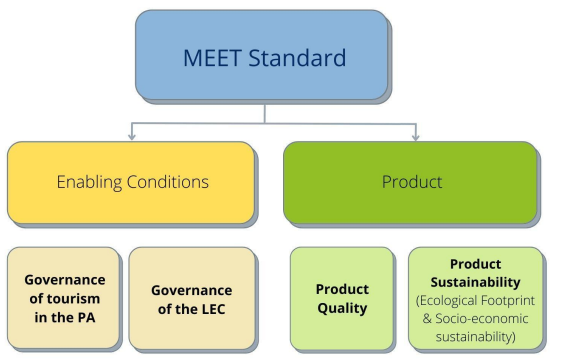 MEET Standard
Enabling Conditions
Product
Governance
of tourism
in the PA
Governance
of the LEC
Product
Quality
Product
Sustainability
(Ecological Footprint
& Socio-economic
sustainability)